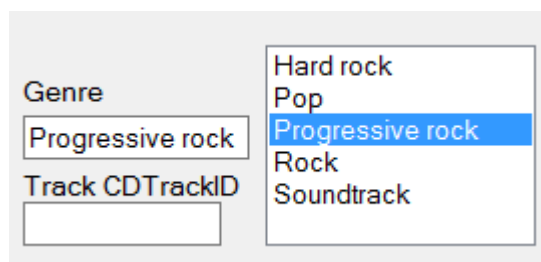 Genre
Progressive rock
Track CDTrackID
Hard rock
Pop
Progressive rock
Rock
Soundtrack